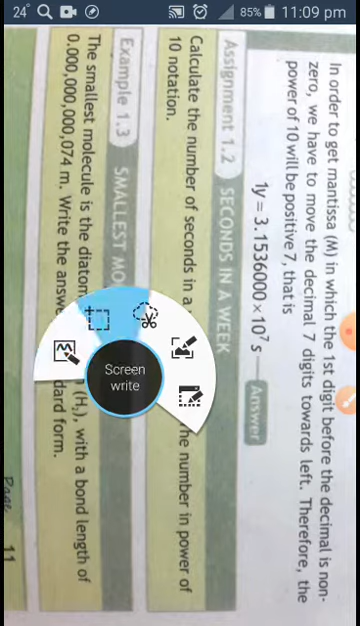 24° 85% 11:09 pm
In order to get mantissa (M) in which the 1st digit before the decimal is non-
zero, we have to move the decimal 7 digits towards left. Therefore, the
power of 10 will be positive 7, that is
1y = 3.1536000×10⁷ s — Answer
Assignment 1.2 SECONDS IN A WEEK
Calculate the number of seconds in a he number in power of
10 notation.
Example 1.3 SMALLEST MO
The smallest molecule is the diatom (H₂), with a bond length of
0.000,000,000,074 m. Write the answe dard form.
Page 11
Screen
write